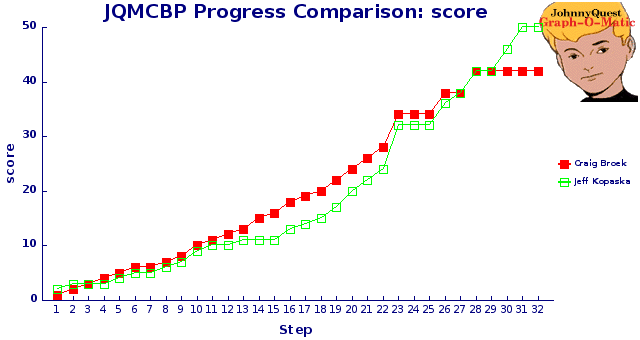 JQMCBP Progress Comparison: score
JohnnyQuest
Graph-O-Matic
50
40
30
20
10
0
score
1 2 3 4 5 6 7 8 9 10 11 12 13 14 15 16 17 18 19 20 21 22 23 24 25 26 27 28 29 30 31 32
Step
Craig Broek
Jeff Kopaska